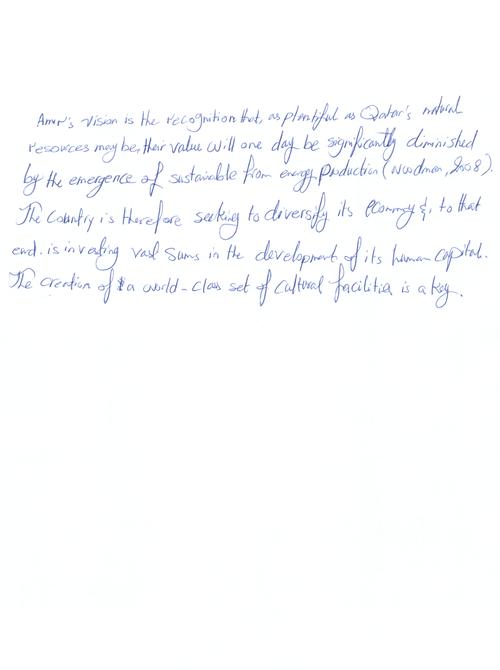 Amir's vision is the recognition that, as plentiful as Qatar's natural
resources may be, their value will one day be significantly diminished
by the emergence of sustainable from energy production (Woodman, 2008).
The country is therefore seeking to diversify its economy &, to that
end. is investing vast sums in the development of its human capital.
The creation of a world-class set of cultural facilities is a key.